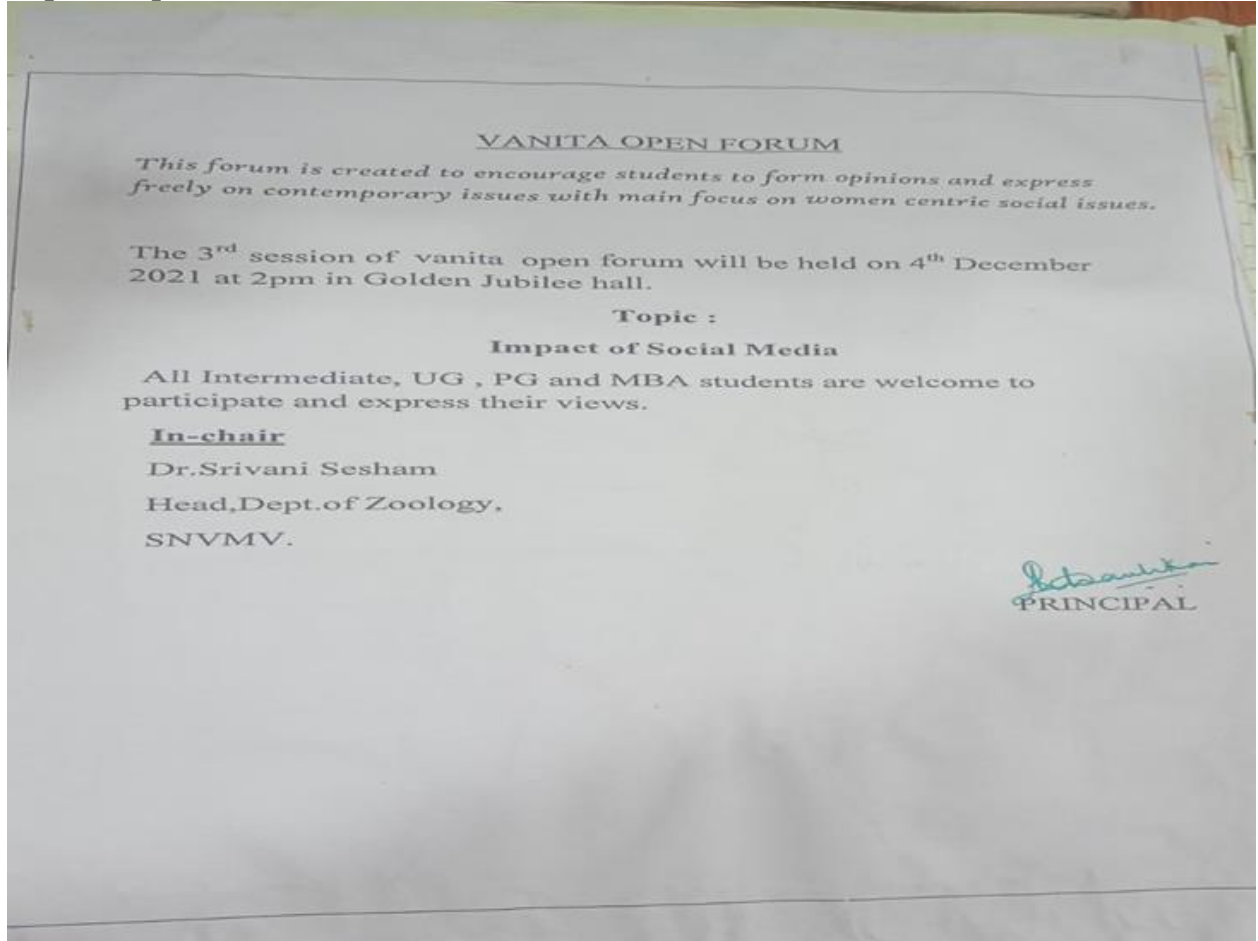 VANITA OPEN FORUM
This forum is created to encourage students to form opinions and express
freely on contemporary issues with main focus on women centric social issues.
The 3rd session of vanita open forum will be held on 4th December
2021 at 2pm in Golden Jubilee hall.
Topic :
Impact of Social Media
All Intermediate, UG , PG and MBA students are welcome to
participate and express their views.
In-chair
Dr.Srivani Sesham
Head,Dept.of Zoology,
SNVMV.
PRINCIPAL